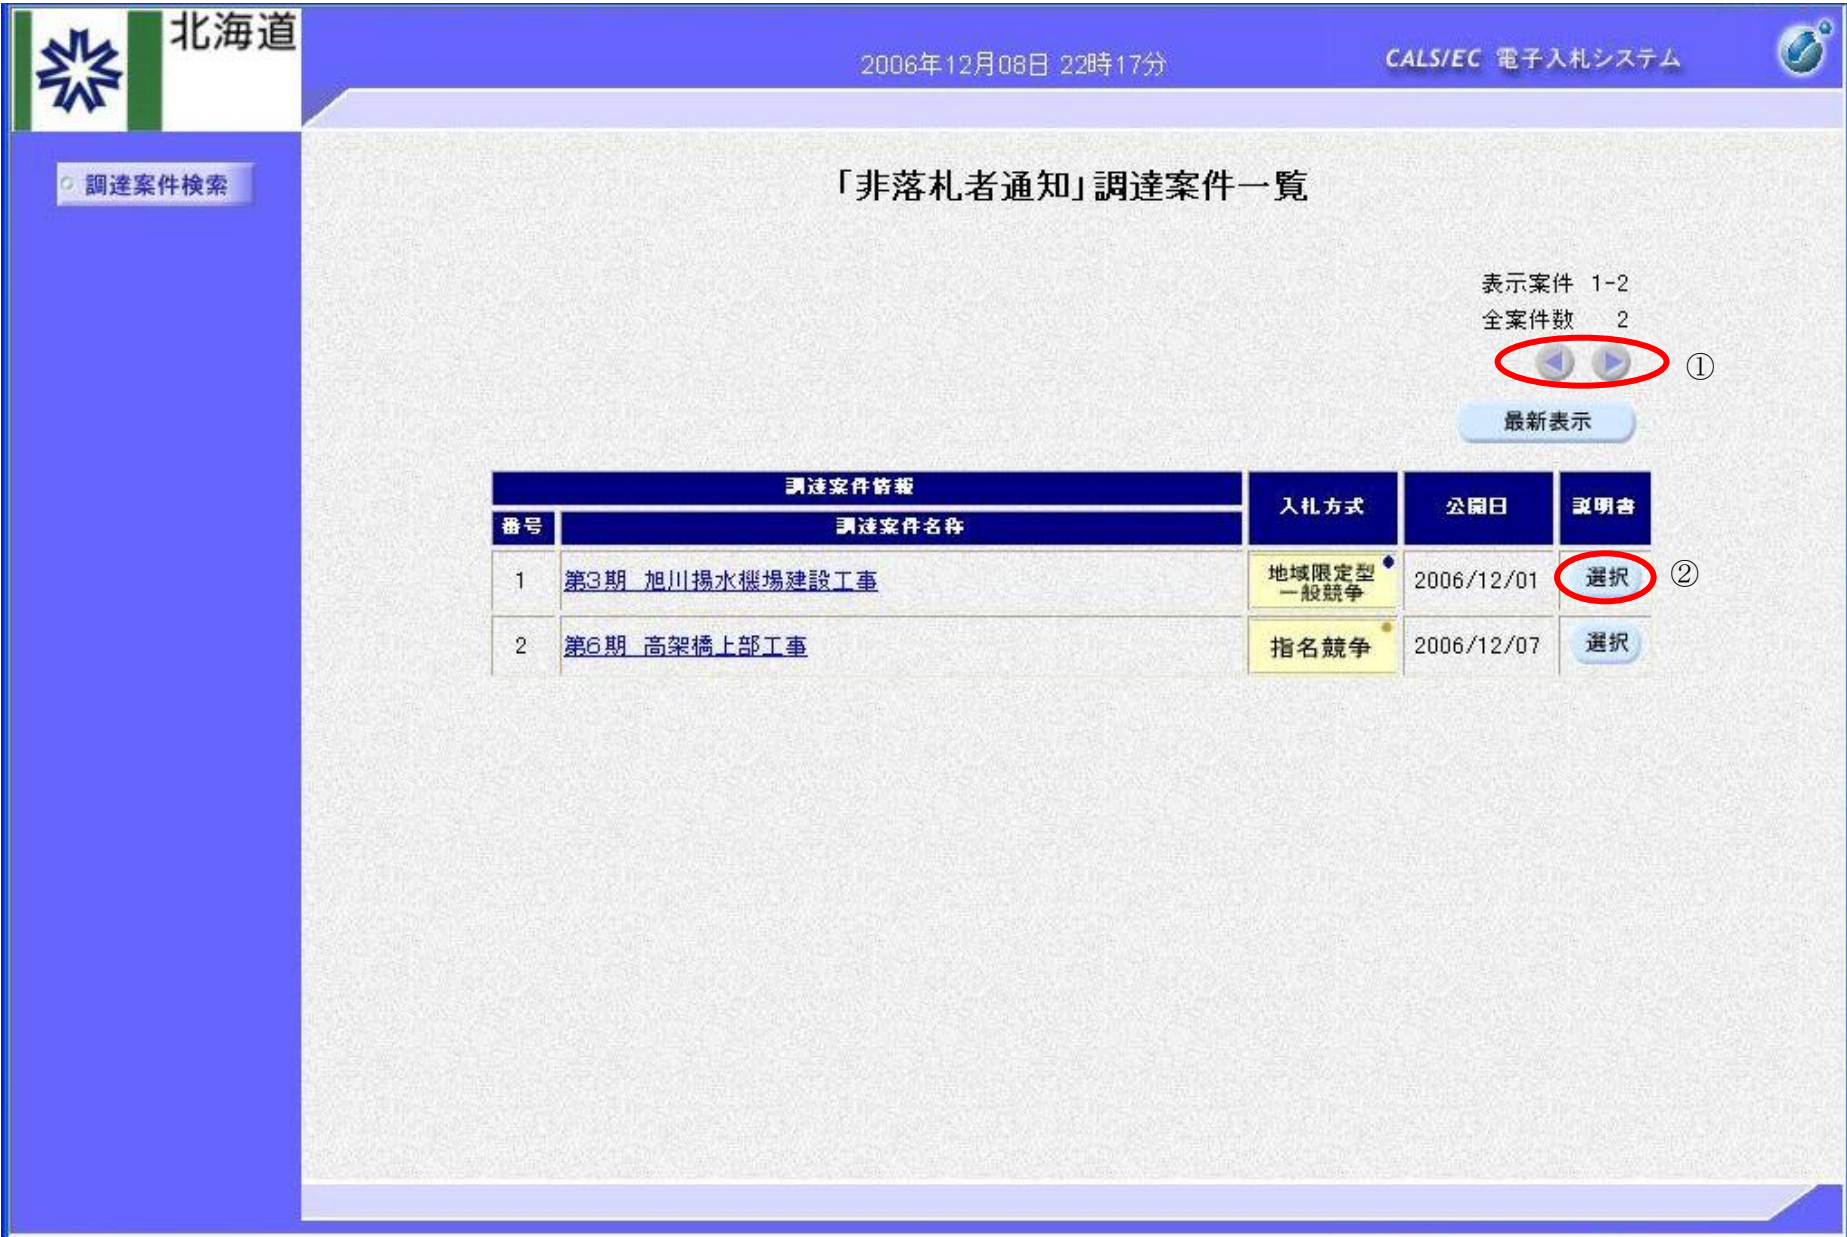 北海道
2006年12月08日 22時17分
CALS/EC 電子入札システム
調達案件検索
「非落札者通知」調達案件一覧
表示案件 1-2
全案件数 2
①
最新表示
調達案件情報 入札方式 公開日 説明書
番号 調達案件名称
1 第3期 旭川揚水機場建設工事 地域限定型一般競争 2006/12/01 選択 ②
2 第6期 高架橋上部工事 指名競争 2006/12/07 選択